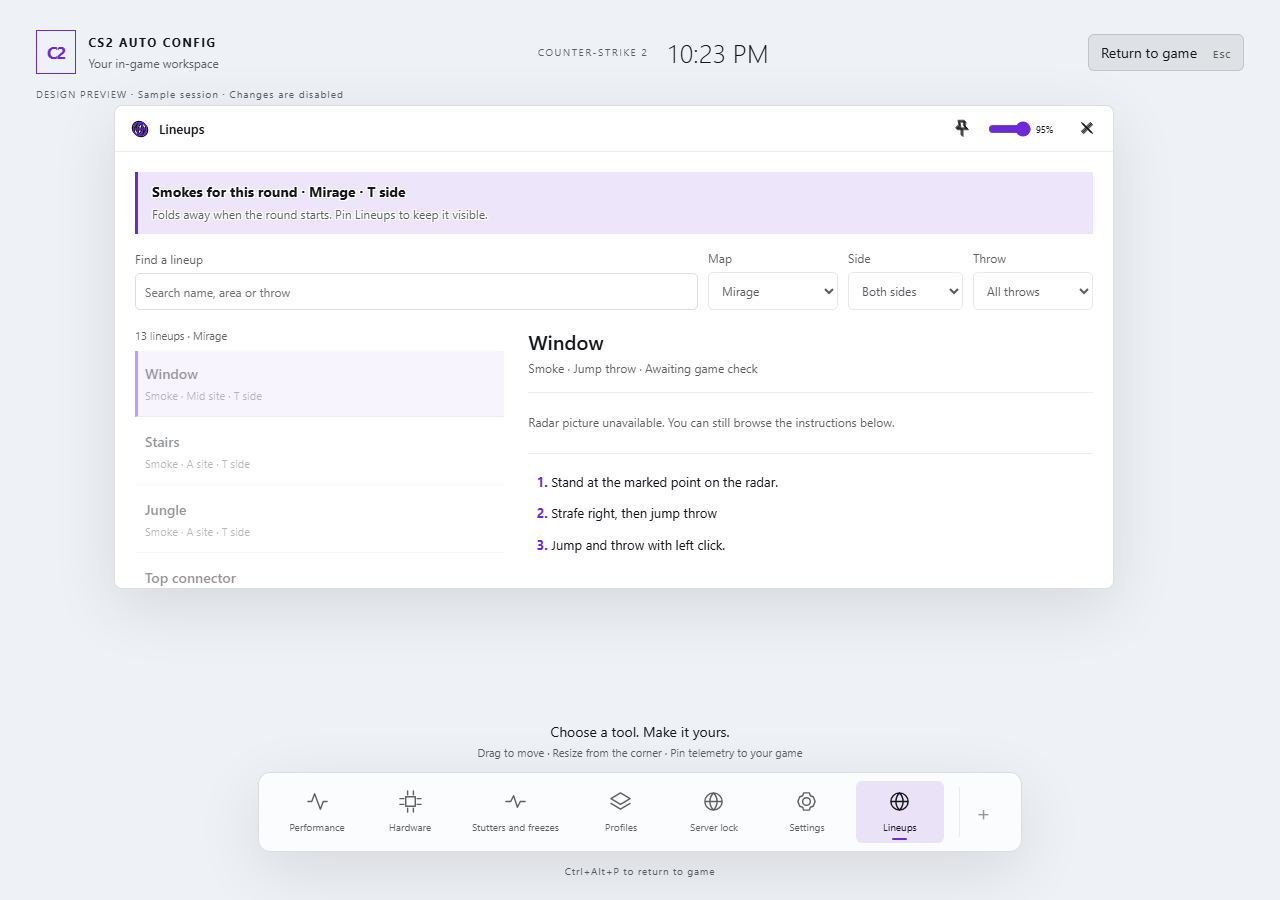 C2
CS2 AUTO CONFIG
Your in-game workspace
COUNTER-STRIKE 2
10:23 PM
Return to game Esc
DESIGN PREVIEW · Sample session · Changes are disabled
Lineups
95%
Smokes for this round · Mirage · T side
Folds away when the round starts. Pin Lineups to keep it visible.
Find a lineup
Map
Side
Throw
Search name, area or throw
Mirage
Both sides
All throws
13 lineups · Mirage
Window
Smoke · Mid site · T side
Stairs
Smoke · A site · T side
Jungle
Smoke · A site · T side
Top connector
Window
Smoke · Jump throw · Awaiting game check
Radar picture unavailable. You can still browse the instructions below.
1. Stand at the marked point on the radar.
2. Strafe right, then jump throw
3. Jump and throw with left click.
Choose a tool. Make it yours.
Drag to move · Resize from the corner · Pin telemetry to your game
Performance
Hardware
Stutters and freezes
Profiles
Server lock
Settings
Lineups
+
Ctrl+Alt+P to return to game